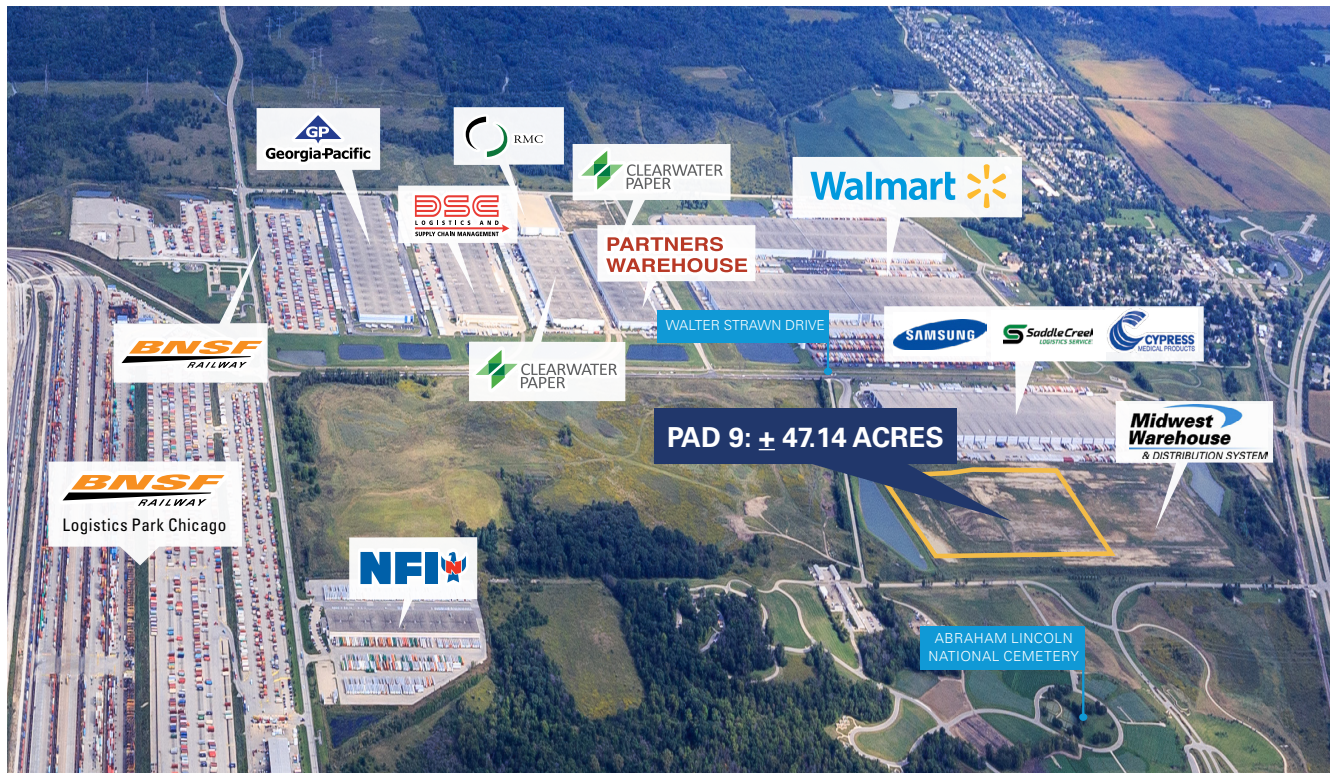 GP
Georgia-Pacific
RMC
CLEARWATER
PAPER
Walmart
DSC
LOGISTICS AND
SUPPLY CHAIN MANAGEMENT
PARTNERS
WAREHOUSE
WALTER STRAWN DRIVE
SAMSUNG
SaddleCreek
LOGISTICS SERVICES
CYPRESS
MEDICAL PRODUCTS
BNSF
RAILWAY
CLEARWATER
PAPER
PAD 9: ± 47.14 ACRES
Midwest
Warehouse
& DISTRIBUTION SYSTEM
BNSF
RAILWAY
Logistics Park Chicago
NFI
N
ABRAHAM LINCOLN
NATIONAL CEMETERY